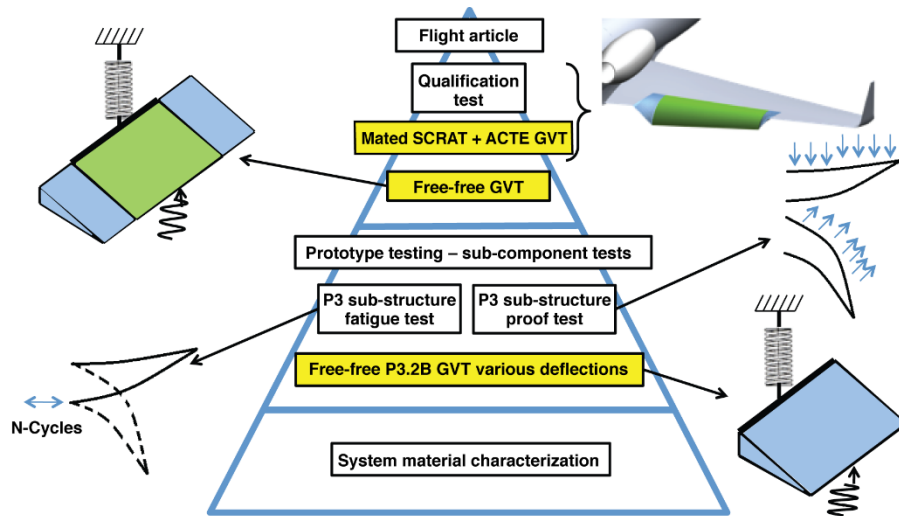 Flight article
Qualification
test
Mated SCRAT + ACTE GVT
Free-free GVT
Prototype testing – sub-component tests
P3 sub-structure
fatigue test
P3 sub-structure
proof test
Free-free P3.2B GVT various deflections
N-Cycles
System material characterization